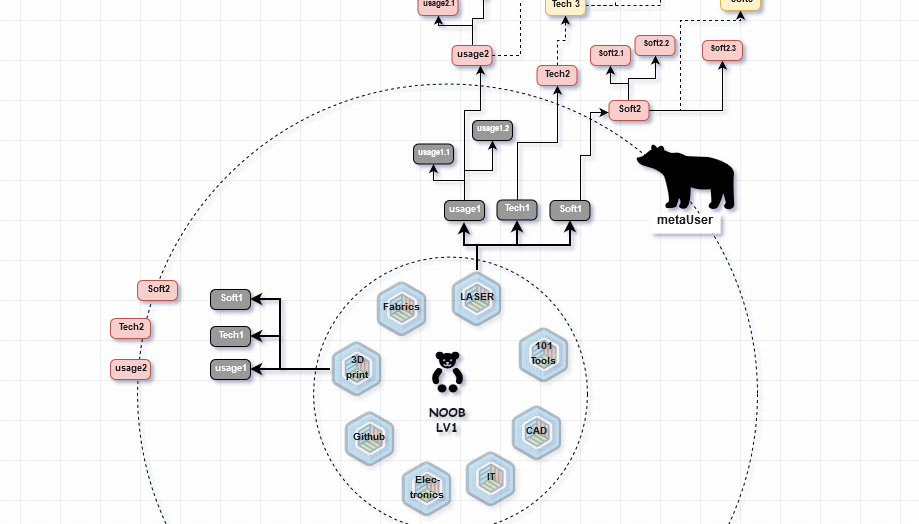 usage2.1
Tech 3
Soft3
usage2
Soft2.1
Soft2.2
Soft2.3
Tech2
Soft2
usage1.2
usage1.1
usage1
Tech1
Soft1
metaUser
Soft2
Soft1
Tech2
Tech1
usage2
usage1
Fabrics
LASER
3D
print
101
Tools
NOOB
LV1
Github
CAD
Elec-
tronics
IT